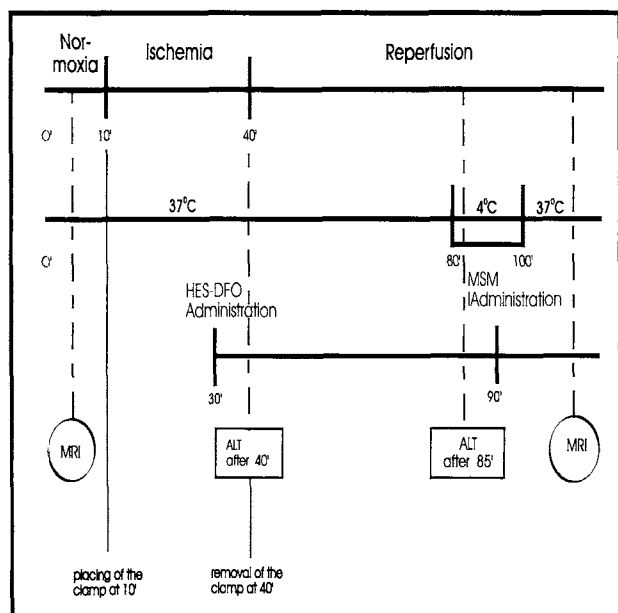 Nor-
moxia
Ischemia
Reperfusion
0' 10' 40'
37°C 4°C 37°C
0' 80' 100'
HES-DFO
Administration
MSM
IAdministration
30' 90'
MRI
ALT
after 40'
ALT
after 85'
MRI
placing of the
clamp at 10'
removal of the
clamp at 40'